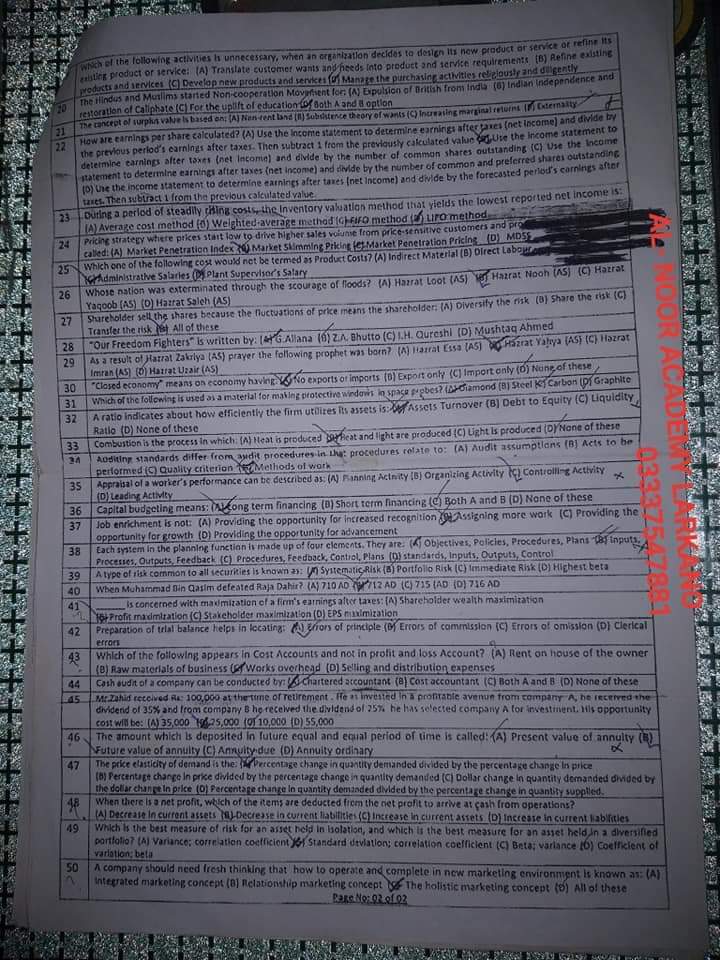 Which of the following activities is unnecessary, when an organization decides to design its new product or service or refine its
existing product or service: (A) Translate customer wants and needs into product and service requirements (B) Refine existing
products and services (C) Develop new products and services (D) Manage the purchasing activities religiously and diligently
20 The Hindus and Muslims started Non-cooperation Movement for: (A) Expulsion of British from India (B) Indian independence and
restoration of Caliphate (C) For the uplift of education (D) Both A and B option
21 The concept of surplus value is based on: (A) Non-rent land (B) Subsistence theory of wants (C) Increasing marginal returns (D) Externality
22 How are earnings per share calculated? (A) Use the income statement to determine earnings after taxes (net income) and divide by
the previous period's earnings after taxes. Then subtract 1 from the previously calculated value (B) Use the income statement to
determine earnings after taxes (net income) and divide by the number of common shares outstanding (C) Use the income
statement to determine earnings after taxes (net income) and divide by the number of common and preferred shares outstanding
(D) Use the income statement to determine earnings after taxes (net income) and divide by the forecasted period's earnings after
taxes. Then subtract 1 from the previous calculated value.
23 During a period of steadily rising costs, the inventory valuation method that yields the lowest reported net income is:
(A) Average cost method (B) Weighted-average method (C) FIFO method (D) LIFO method
24 Pricing strategy where prices start low to drive higher sales volume from price-sensitive customers and
called: (A) Market Penetration Index (B) Market Skimming Pricing (C) Market Penetration Pricing (D) MDSS
25 Which one of the following cost would not be termed as Product Costs? (A) Indirect Material (B) Direct Labour
(C) Administrative Salaries (D) Plant Supervisor's Salary
26 Whose nation was exterminated through the scourage of floods? (A) Hazrat Loot (AS) (B) Hazrat Nooh (AS) (C) Hazrat
Yaqoob (AS) (D) Hazrat Saleh (AS)
27 Shareholder sell the shares because the fluctuations of price means the shareholder: (A) Diversify the risk (B) Share the risk (C)
Transfer the risk (D) All of these
28 "Our Freedom Fighters" is written by: (A) G.Allana (B) Z.A. Bhutto (C) I.H. Qureshi (D) Mushtaq Ahmed
29 As a result of Hazrat Zakriya (AS) prayer the following prophet was born? (A) Hazrat Essa (AS) (B) Hazrat Yahya (AS) (C) Hazrat
Imran (AS) (D) Hazrat Uzair (AS)
30 "Closed economy" means on economy having: (A) No exports or imports (B) Export only (C) Import only (D) None of these
31 Which of the following is used as a material for making protective windows in space probes? (A) Diamond (B) Steel (C) Carbon (D) Graphite
32 A ratio indicates about how efficiently the firm utilizes its assets is: (A) Assets Turnover (B) Debt to Equity (C) Liquidity
Ratio (D) None of these
33 Combustion is the process in which: (A) Heat is produced (B) Heat and light are produced (C) Light is produced (D) None of these
34 Auditing standards differ from audit procedures in that procedures relate to: (A) Audit assumptions (B) Acts to be
performed (C) Quality criterion (D) Methods of work
35 Appraisal of a worker's performance can be described as: (A) Planning Activity (B) Organizing Activity (C) Controlling Activity
(D) Leading Activity
36 Capital budgeting means: (A) Long term financing (B) Short term financing (C) Both A and B (D) None of these
37 Job enrichment is not: (A) Providing the opportunity for increased recognition (B) Assigning more work (C) Providing the
opportunity for growth (D) Providing the opportunity for advancement
38 Each system in the planning function is made up of four elements. They are: (A) Objectives, Policies, Procedures, Plans (B) Inputs,
Processes, Outputs, Feedback (C) Procedures, Feedback, Control, Plans (D) standards, Inputs, Outputs, Control
39 A type of risk common to all securities is known as: (A) Systematic Risk (B) Portfolio Risk (C) Immediate Risk (D) Highest beta
40 When Muhammad Bin Qasim defeated Raja Dahir? (A) 710 AD (B) 712 AD (C) 715 AD (D) 716 AD
41 ______ is concerned with maximization of a firm's earnings after taxes: (A) Shareholder wealth maximization
(B) Profit maximization (C) Stakeholder maximization (D) EPS maximization
42 Preparation of trial balance helps in locating: (A) Errors of principle (B) Errors of commission (C) Errors of omission (D) Clerical
errors
43 Which of the following appears in Cost Accounts and not in profit and loss Account? (A) Rent on house of the owner
(B) Raw materials of business (C) Works overhead (D) Selling and distribution expenses
44 Cash audit of a company can be conducted by: (A) Chartered accountant (B) Cost accountant (C) Both A and B (D) None of these
45 Mr.Zahid received Rs: 100,000 at the time of retirement . He as invested in a profitable avenue from company A, he received the
dividend of 35% and from company B he received the dividend of 25% he has selected company A for investment. His opportunity
cost will be: (A) 35,000 (B) 25,000 (C) 10,000 (D) 55,000
46 The amount which is deposited in future equal and equal period of time is called: (A) Present value of annuity (B)
Future value of annuity (C) Annuity due (D) Annuity ordinary
47 The price elasticity of demand is the: (A) Percentage change in quantity demanded divided by the percentage change in price
(B) Percentage change in price divided by the percentage change in quantity demanded (C) Dollar change in quantity demanded divided by
the dollar change in price (D) Percentage change in quantity demanded divided by the percentage change in quantity supplied.
48 When there is a net profit, which of the items are deducted from the net profit to arrive at cash from operations?
(A) Decrease in current assets (B) Decrease in current liabilities (C) Increase in current assets (D) Increase in current liabilities
49 Which is the best measure of risk for an asset held in isolation, and which is the best measure for an asset held in a diversified
portfolio? (A) Variance; correlation coefficient (B) Standard deviation; correlation coefficient (C) Beta; variance (D) Coefficient of
variation; beta
50 A company should need fresh thinking that how to operate and complete in new marketing environment is known as: (A)
Integrated marketing concept (B) Relationship marketing concept (C) The holistic marketing concept (D) All of these
Page No: 02 of 02
AL- NOOR ACADEMY LARKANO
03337547881